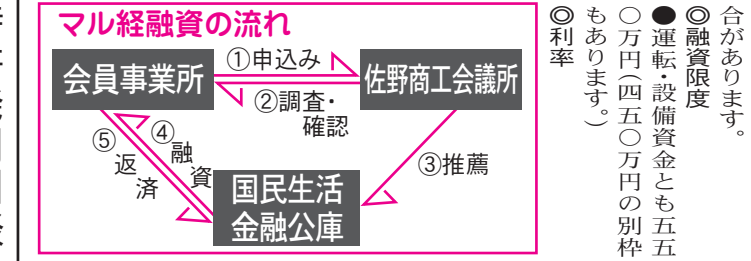 合があります。
◎融資限度
●運転・設備資金とも五五
〇万円(四五〇万円の別枠
もあります。)
◎利率
マル経融資の流れ
会員事業所
①申込み
佐野商工会議所
②調査・
確認
③推薦
④融資
⑤返済
国民生活
金融公庫